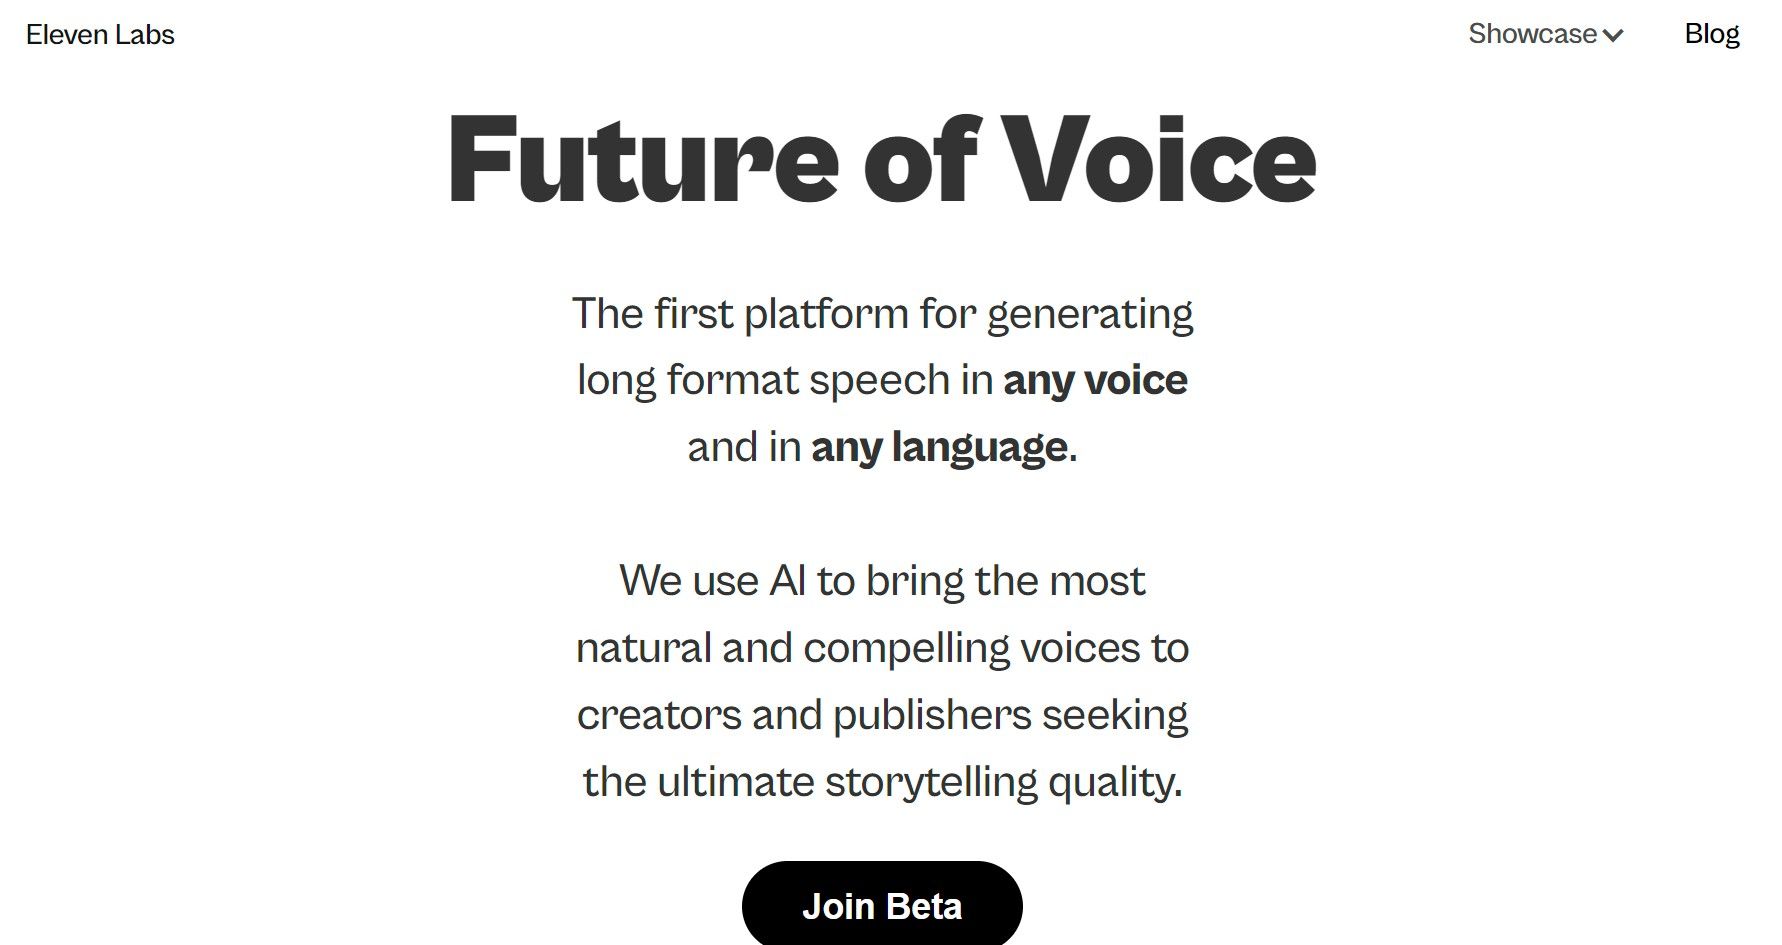 Eleven Labs
Showcase
Blog
Future of Voice
The first platform for generating
long format speech in any voice
and in any language.
We use AI to bring the most
natural and compelling voices to
creators and publishers seeking
the ultimate storytelling quality.
Join Beta